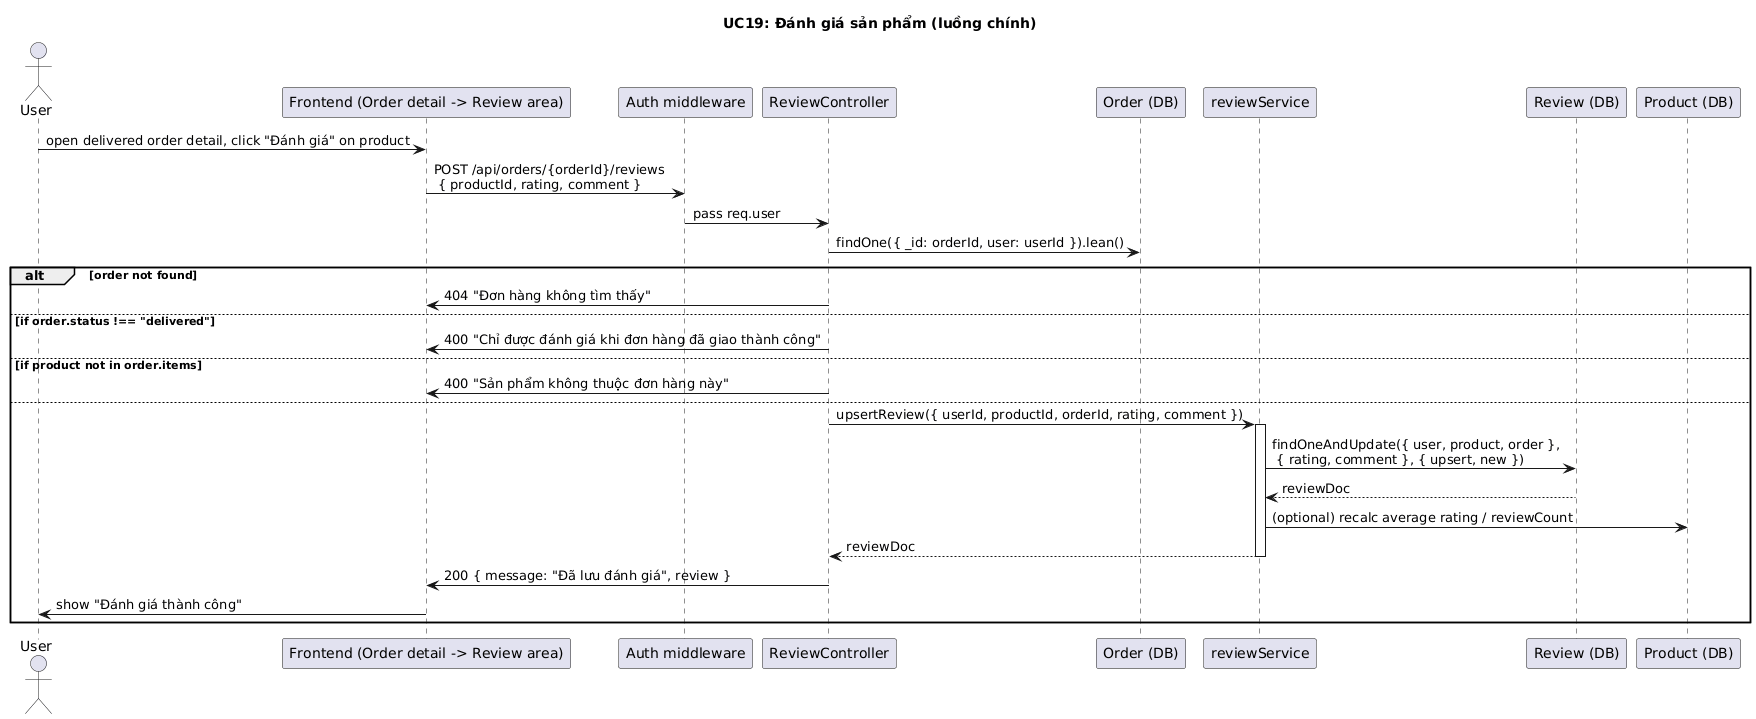 UC19: Đánh giá sản phẩm (luồng chính)
User
Frontend (Order detail -> Review area)
Auth middleware
ReviewController
Order (DB)
reviewService
Review (DB)
Product (DB)
open delivered order detail, click "Đánh giá" on product
POST /api/orders/{orderId}/reviews
{ productId, rating, comment }
pass req.user
findOne({ _id: orderId, user: userId }).lean()
alt
[order not found]
404 "Đơn hàng không tìm thấy"
[if order.status !== "delivered"]
400 "Chỉ được đánh giá khi đơn hàng đã giao thành công"
[if product not in order.items]
400 "Sản phẩm không thuộc đơn hàng này"
upsertReview({ userId, productId, orderId, rating, comment })
findOneAndUpdate({ user, product, order },
{ rating, comment }, { upsert, new })
reviewDoc
(optional) recalc average rating / reviewCount
reviewDoc
200 { message: "Đã lưu đánh giá", review }
show "Đánh giá thành công"
User
Frontend (Order detail -> Review area)
Auth middleware
ReviewController
Order (DB)
reviewService
Review (DB)
Product (DB)